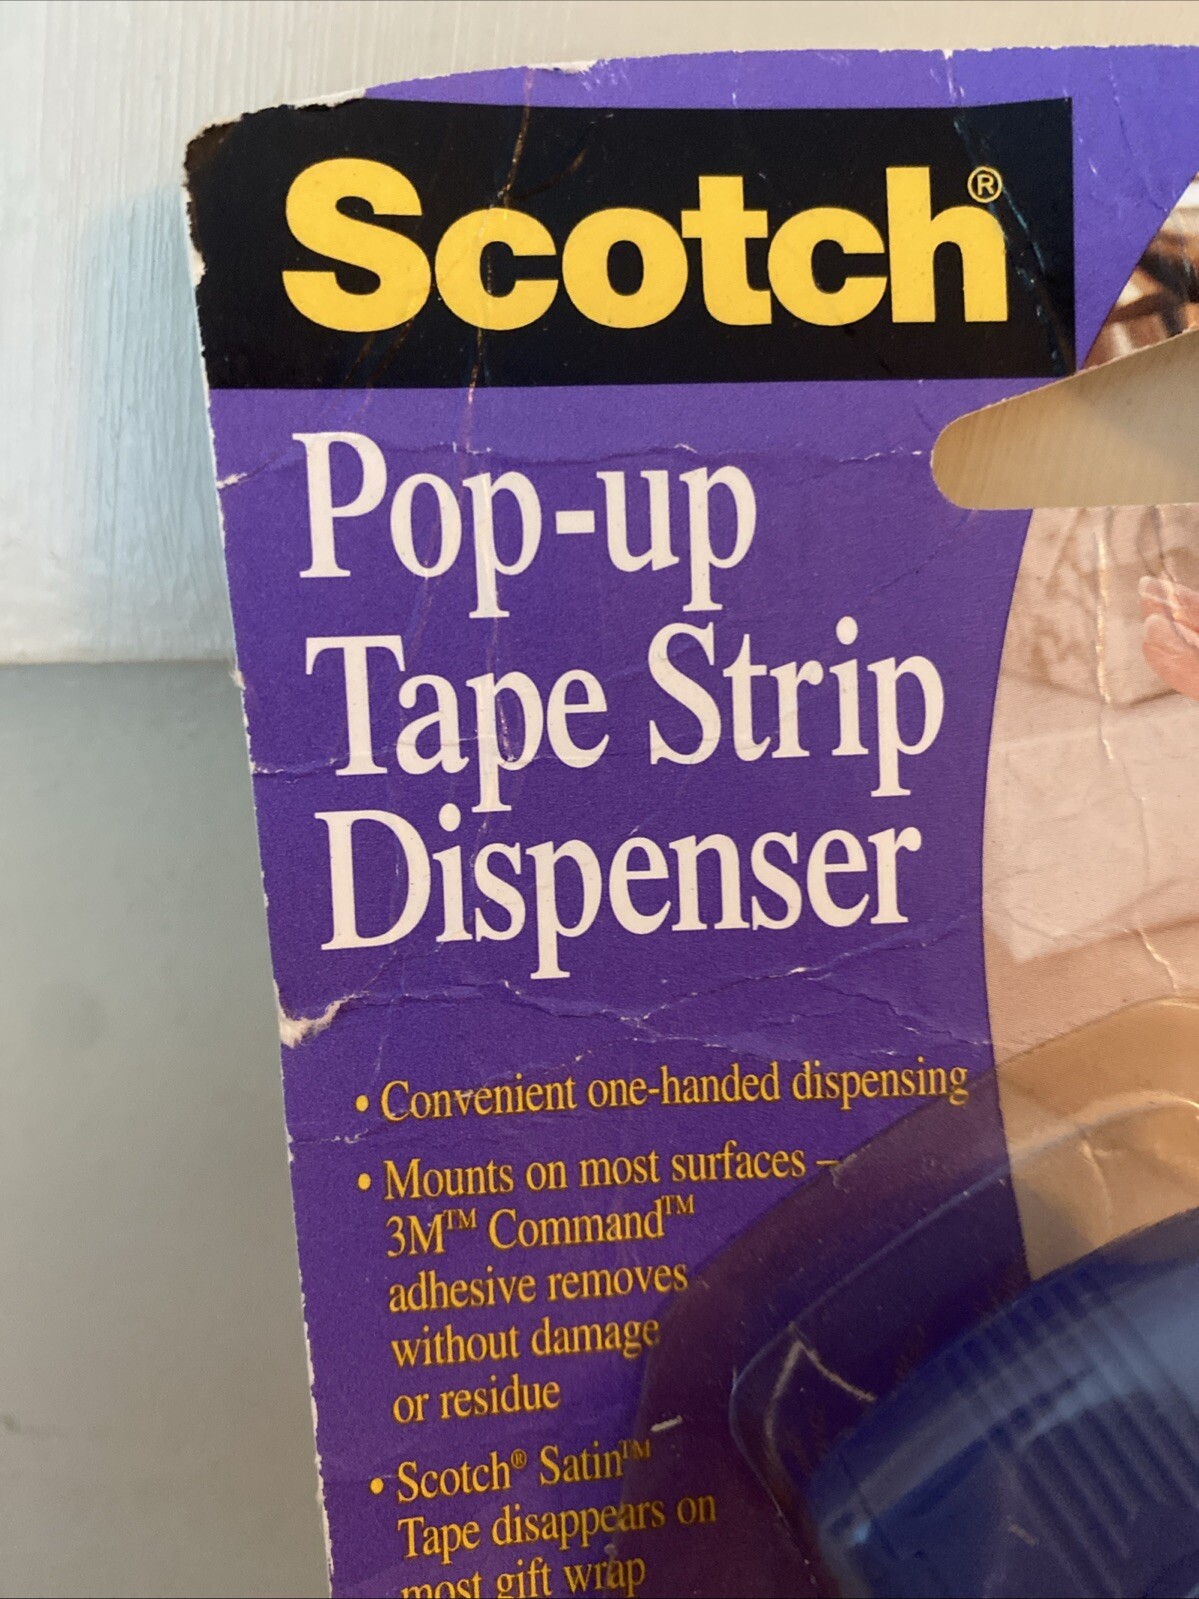 Scotch®
Pop-up
Tape Strip
Dispenser
• Convenient one-handed dispensing
• Mounts on most surfaces –
3M™ Command™
adhesive removes
without damage
or residue
• Scotch® Satin™
Tape disappears on
most gift wrap